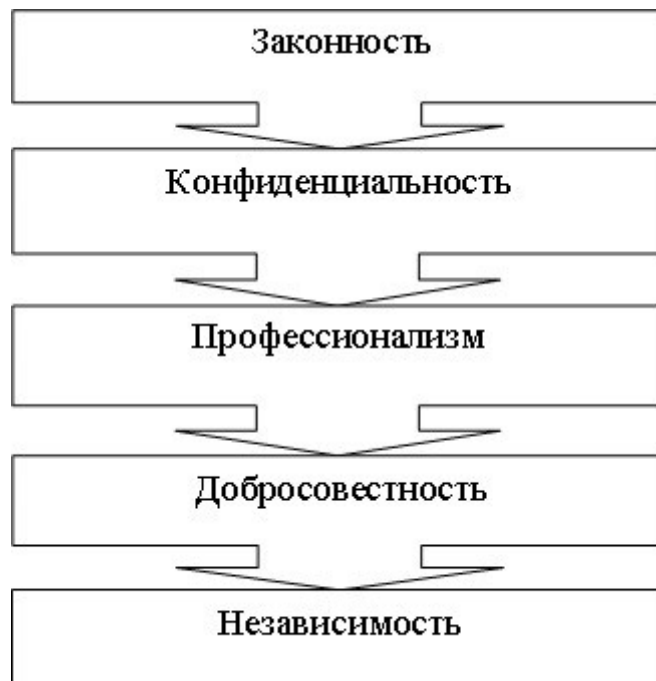 Законность
Конфиденциальность
Профессионализм
Добросовестность
Независимость